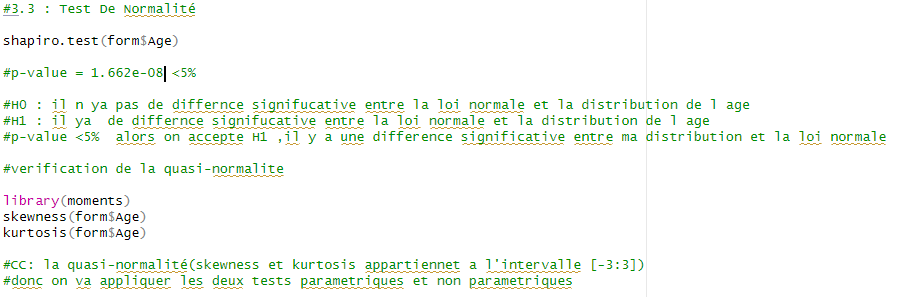 #3.3 : Test De Normalité
shapiro.test(form$Age)
#p-value = 1.662e-08 <5%
#H0 : il n ya pas de differnce signifucative entre la loi normale et la distribution de l age
#H1 : il ya  de differnce signifucative entre la loi normale et la distribution de l age
#p-value <5%  alors on accepte H1 ,il y a une difference significative entre ma distribution et la loi normale
#verification de la quasi-normalite
library(moments)
skewness(form$Age)
kurtosis(form$Age)
#CC: la quasi-normalité(skewness et kurtosis appartiennet a l'intervalle [-3:3])
#donc on va appliquer les deux tests parametriques et non parametriques